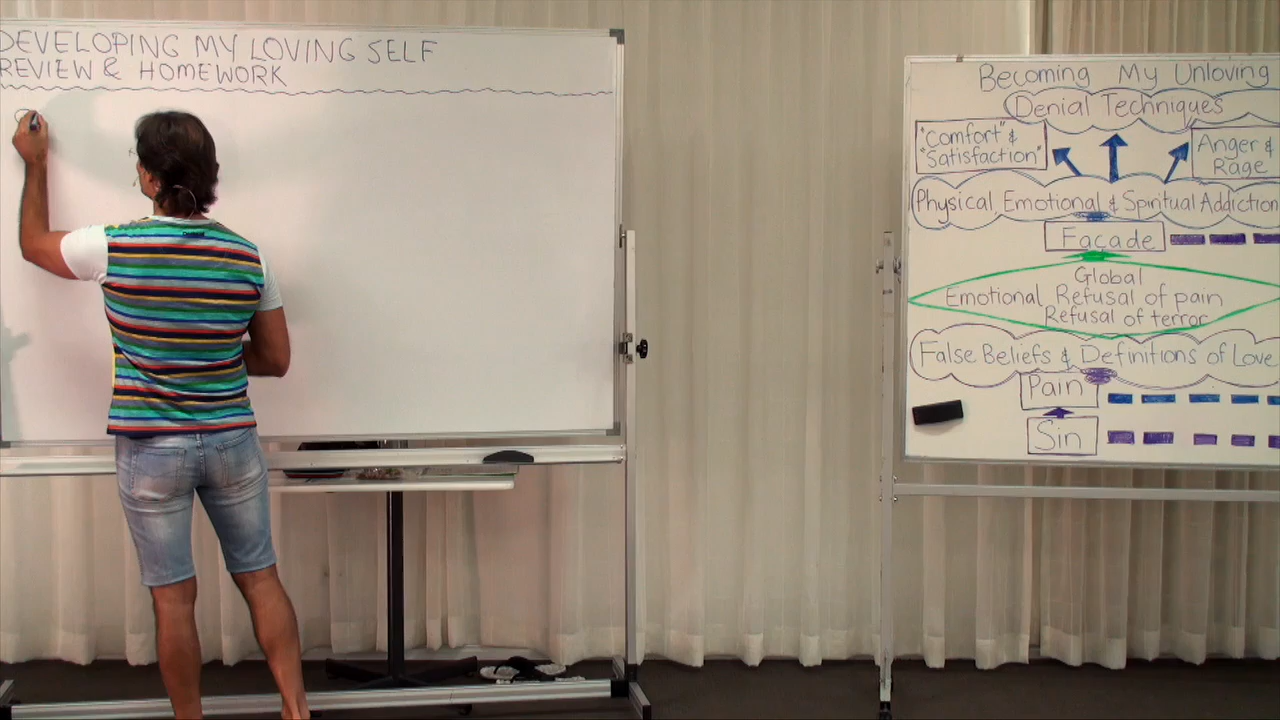 DEVELOPING MY LOVING SELF
REVIEW & HOMEWORK
Becoming My Unloving
Denial Techniques
"Comfort" &
"Satisfaction"
Anger &
Rage
Physical Emotional & Spiritual Addiction
Façade
Global
Emotional Refusal of pain
Refusal of terror
False Beliefs & Definitions of Love
Pain
Sin